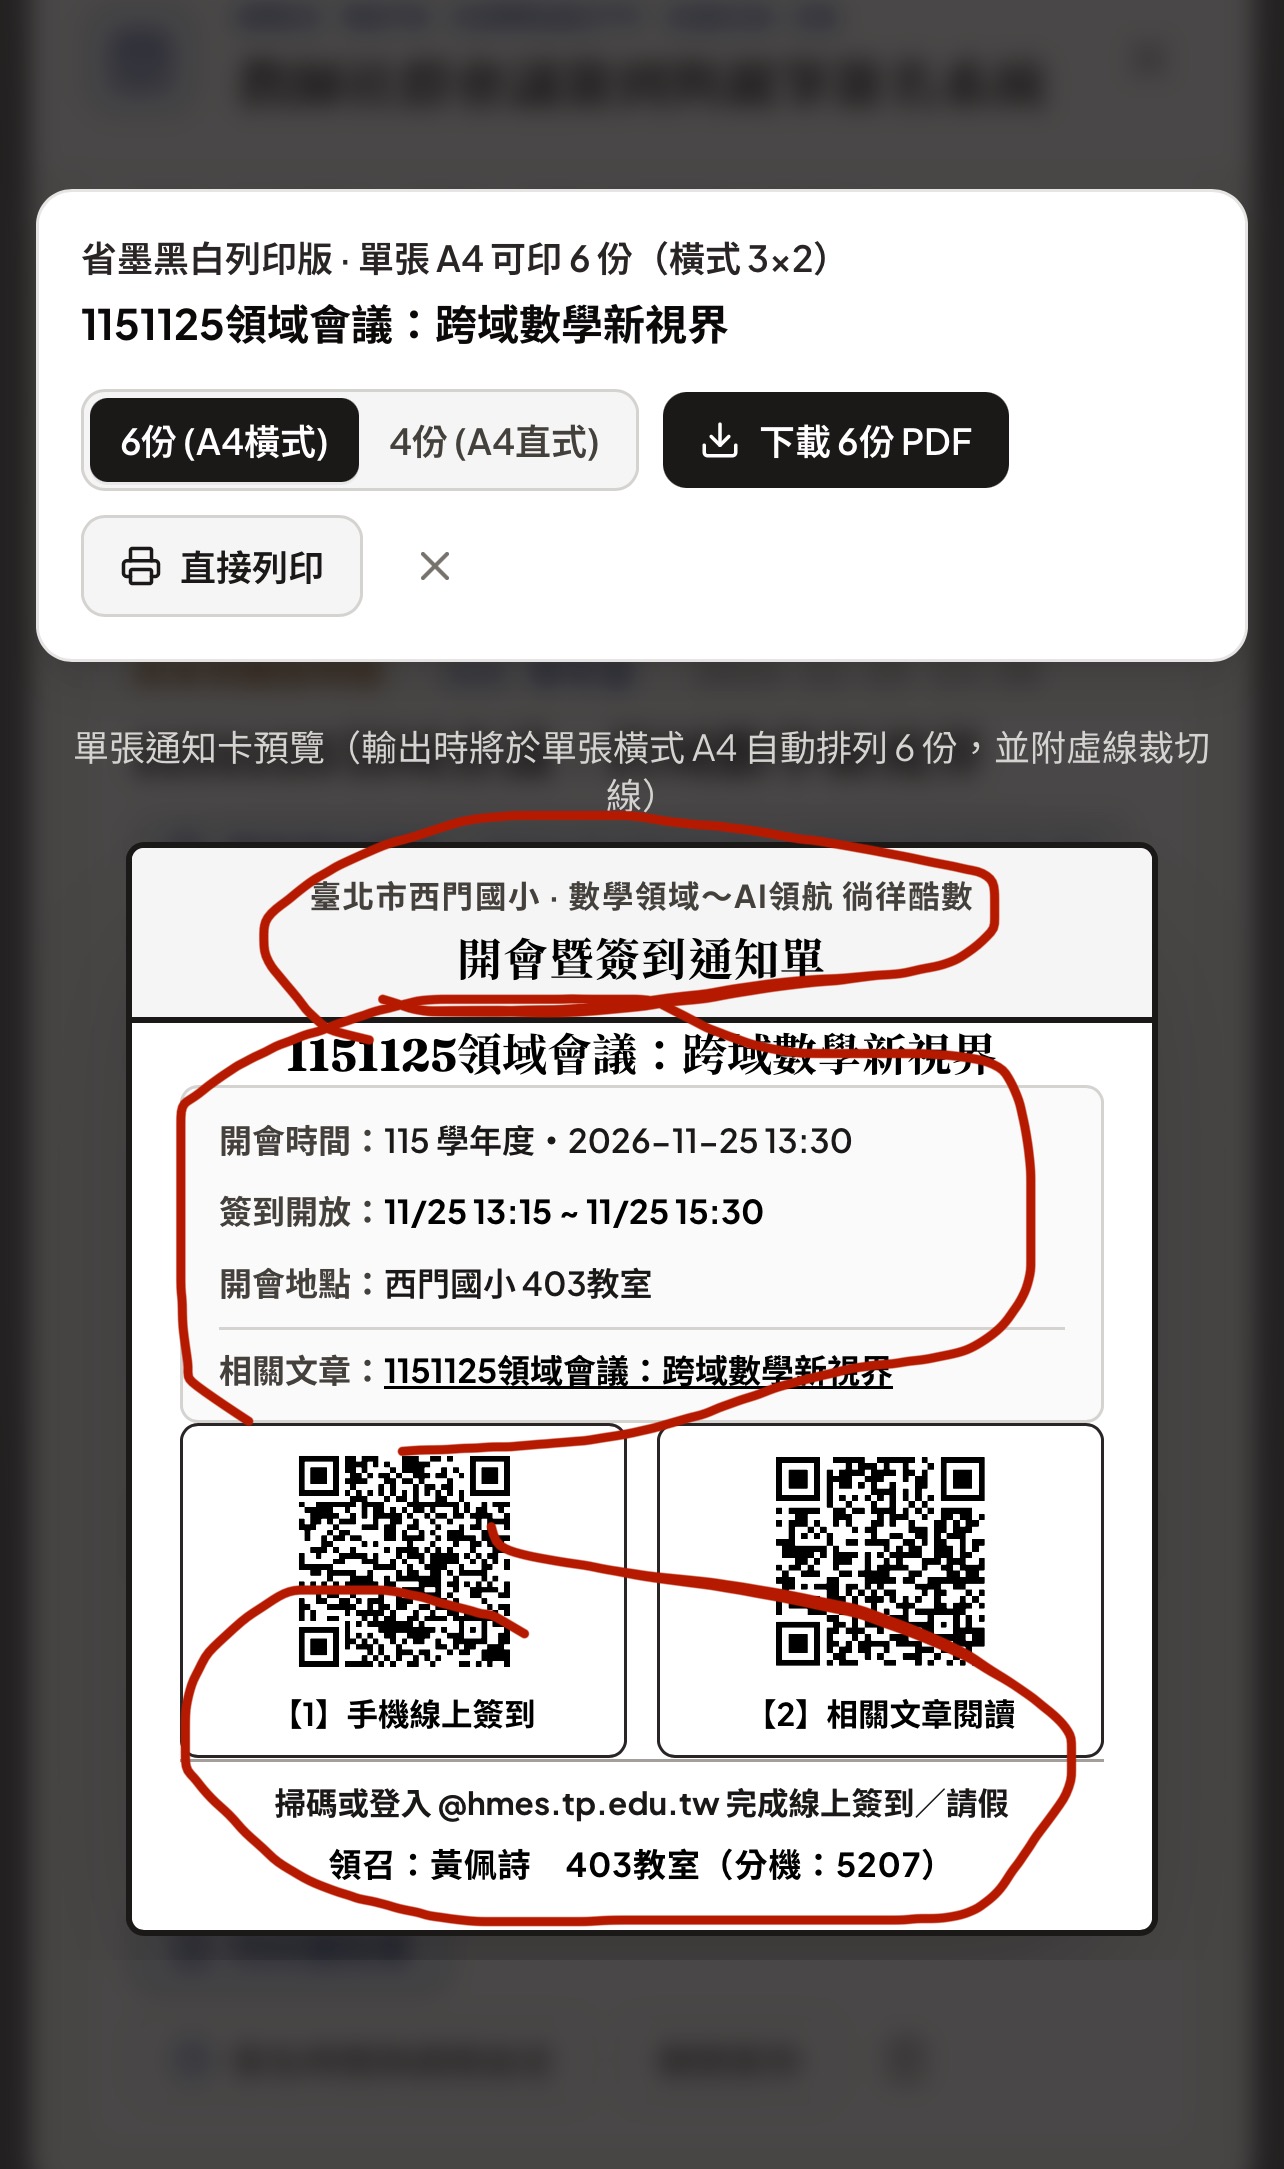 省墨黑白列印版 · 單張 A4 可印 6 份（橫式 3×2）
1151125領域會議：跨域數學新視界
6份 (A4橫式)
4份 (A4直式)
下載 6份 PDF
直接列印
單張通知卡預覽（輸出時將於單張橫式 A4 自動排列 6 份，並附虛線裁切
線）
臺北市西門國小 · 數學領域～AI領航 徜徉酷數
開會暨簽到通知單
1151125領域會議：跨域數學新視界
開會時間：115 學年度・2026-11-25 13:30
簽到開放：11/25 13:15 ~ 11/25 15:30
開會地點：西門國小 403教室
相關文章：1151125領域會議：跨域數學新視界
【1】手機線上簽到
【2】相關文章閱讀
掃碼或登入 @hmes.tp.edu.tw 完成線上簽到／請假
領召：黃佩詩　403教室（分機：5207）